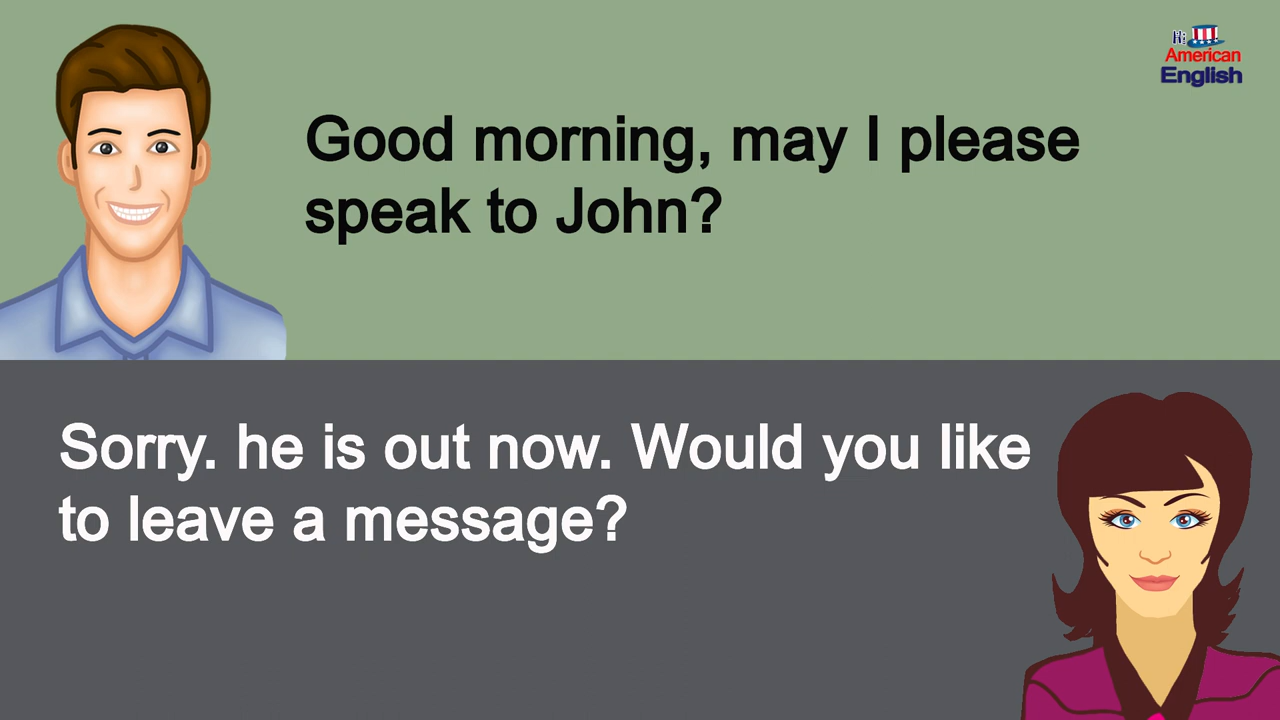 Hi
American
English
Good morning, may I please
speak to John?
Sorry. he is out now. Would you like
to leave a message?